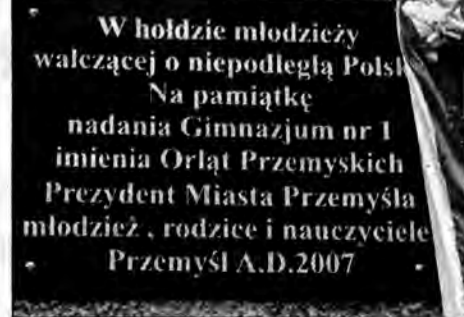 W hołdzie młodzieży
walczącej o niepodległą Polskę
Na pamiątkę
nadania Gimnazjum nr 1
imienia Orląt Przemyskich
Prezydent Miasta Przemyśla
młodzież , rodzice i nauczyciele
Przemyśl A.D.2007